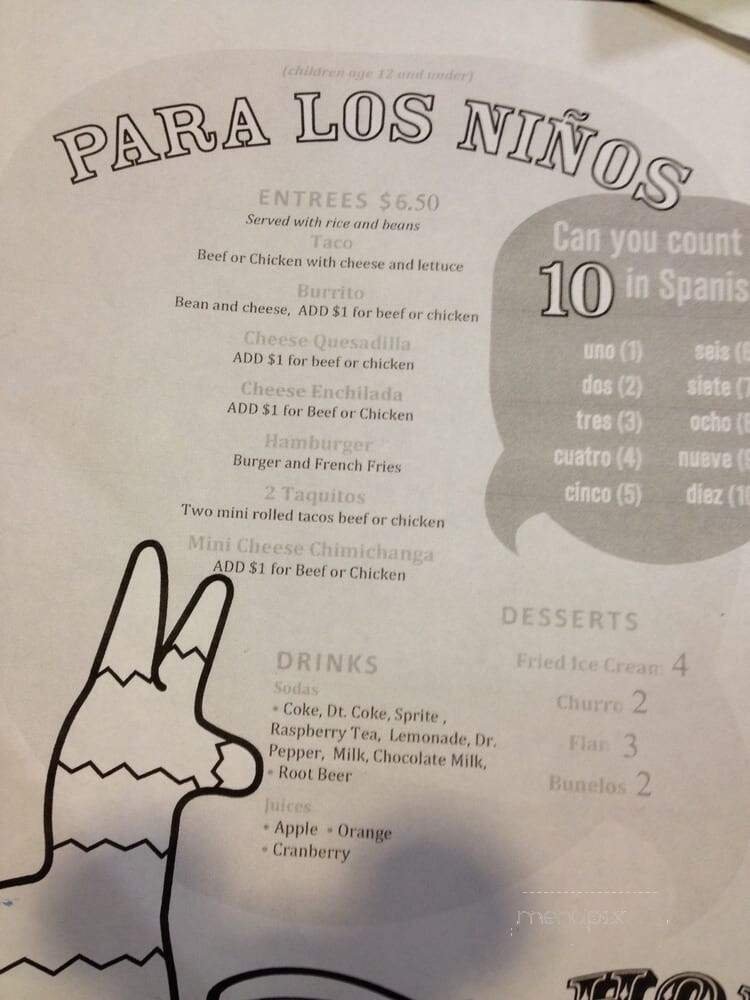 (children age 12 and under)
PARA LOS NIÑOS
ENTREES $6.50
Served with rice and beans
Taco
Beef or Chicken with cheese and lettuce
Burrito
Bean and cheese, ADD $1 for beef or chicken
Cheese Quesadilla
ADD $1 for beef or chicken
Cheese Enchilada
ADD $1 for Beef or Chicken
Hamburger
Burger and French Fries
2 Taquitos
Two mini rolled tacos beef or chicken
Mini Cheese Chimichanga
ADD $1 for Beef or Chicken
Can you count
10 in Spanis
uno (1) seis (6
dos (2) siete (7
tres (3) ocho (8
cuatro (4) nueve (9
cinco (5) diez (10
DRINKS
Sodas
• Coke, Dt. Coke, Sprite ,
Raspberry Tea, Lemonade, Dr.
Pepper, Milk, Chocolate Milk,
• Root Beer
Juices
• Apple • Orange
• Cranberry
DESSERTS
Fried Ice Cream 4
Churro 2
Flan 3
Bunelos 2
menupix